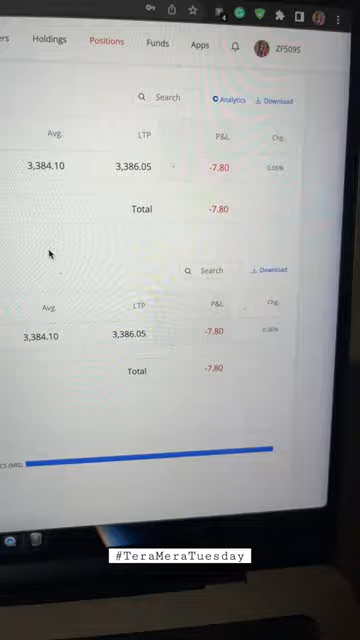 Holdings Positions Funds Apps ZF5095
Search Analytics Download
Avg. LTP P&L Chg.
3,384.10 3,386.05 -7.80 0.06%
Total -7.80
Search Download
Avg. LTP P&L Chg.
3,384.10 3,386.05 -7.80 0.06%
Total -7.80
#TeraMeraTuesday